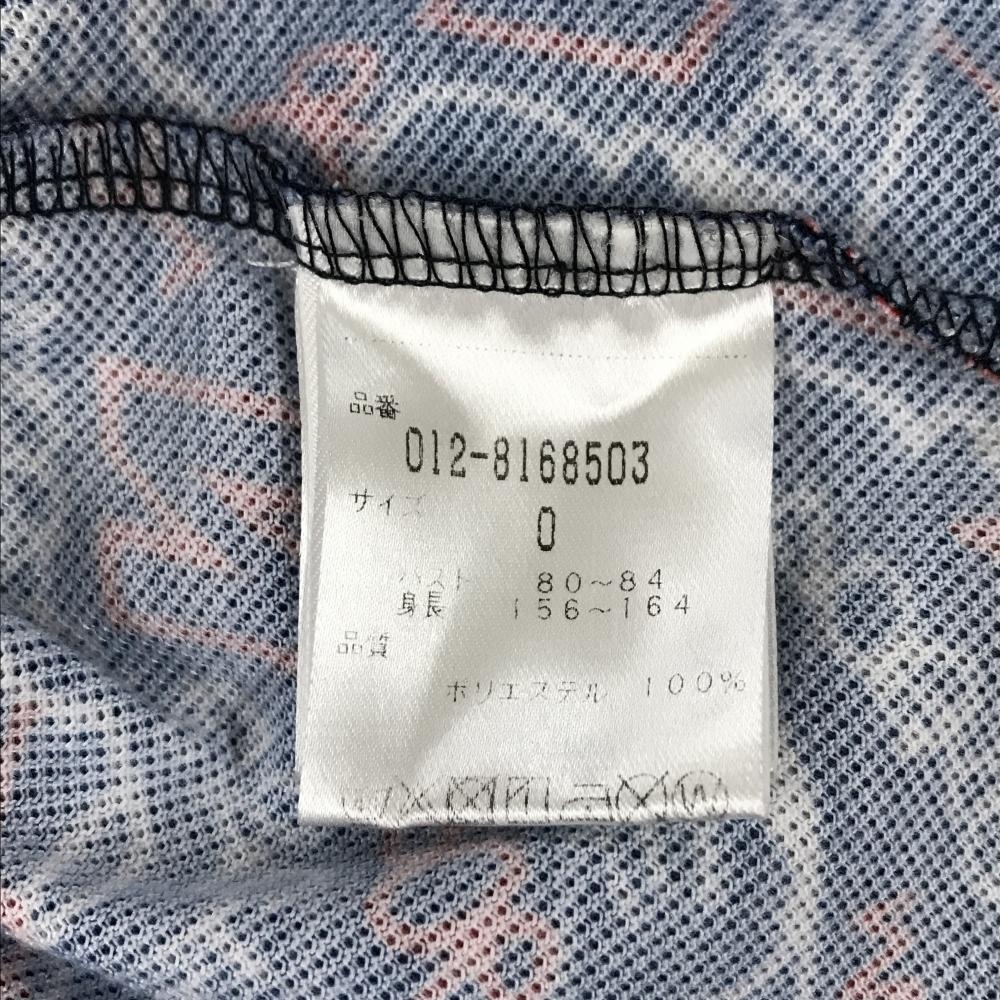 品番
012-8168503
サイズ
0
バスト 80～84
身長 156～164
品質
ポリエステル 100%